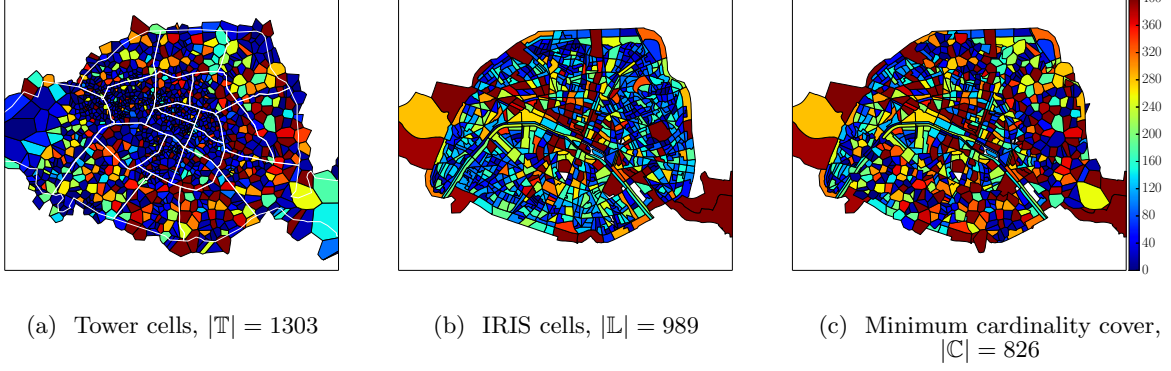 360
320
280
240
200
160
120
80
40
0
(a) Tower cells, |𝕋| = 1303
(b) IRIS cells, |𝕃| = 989
(c) Minimum cardinality cover,
|ℂ| = 826